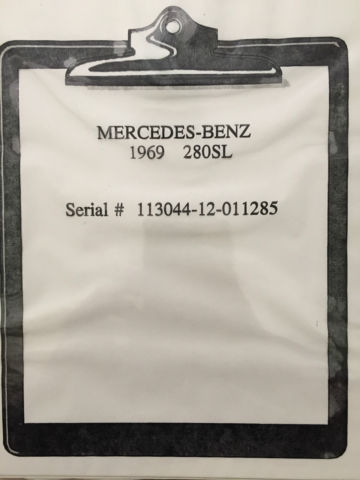 MERCEDES-BENZ
1969 280SL
Serial # 113044-12-011285